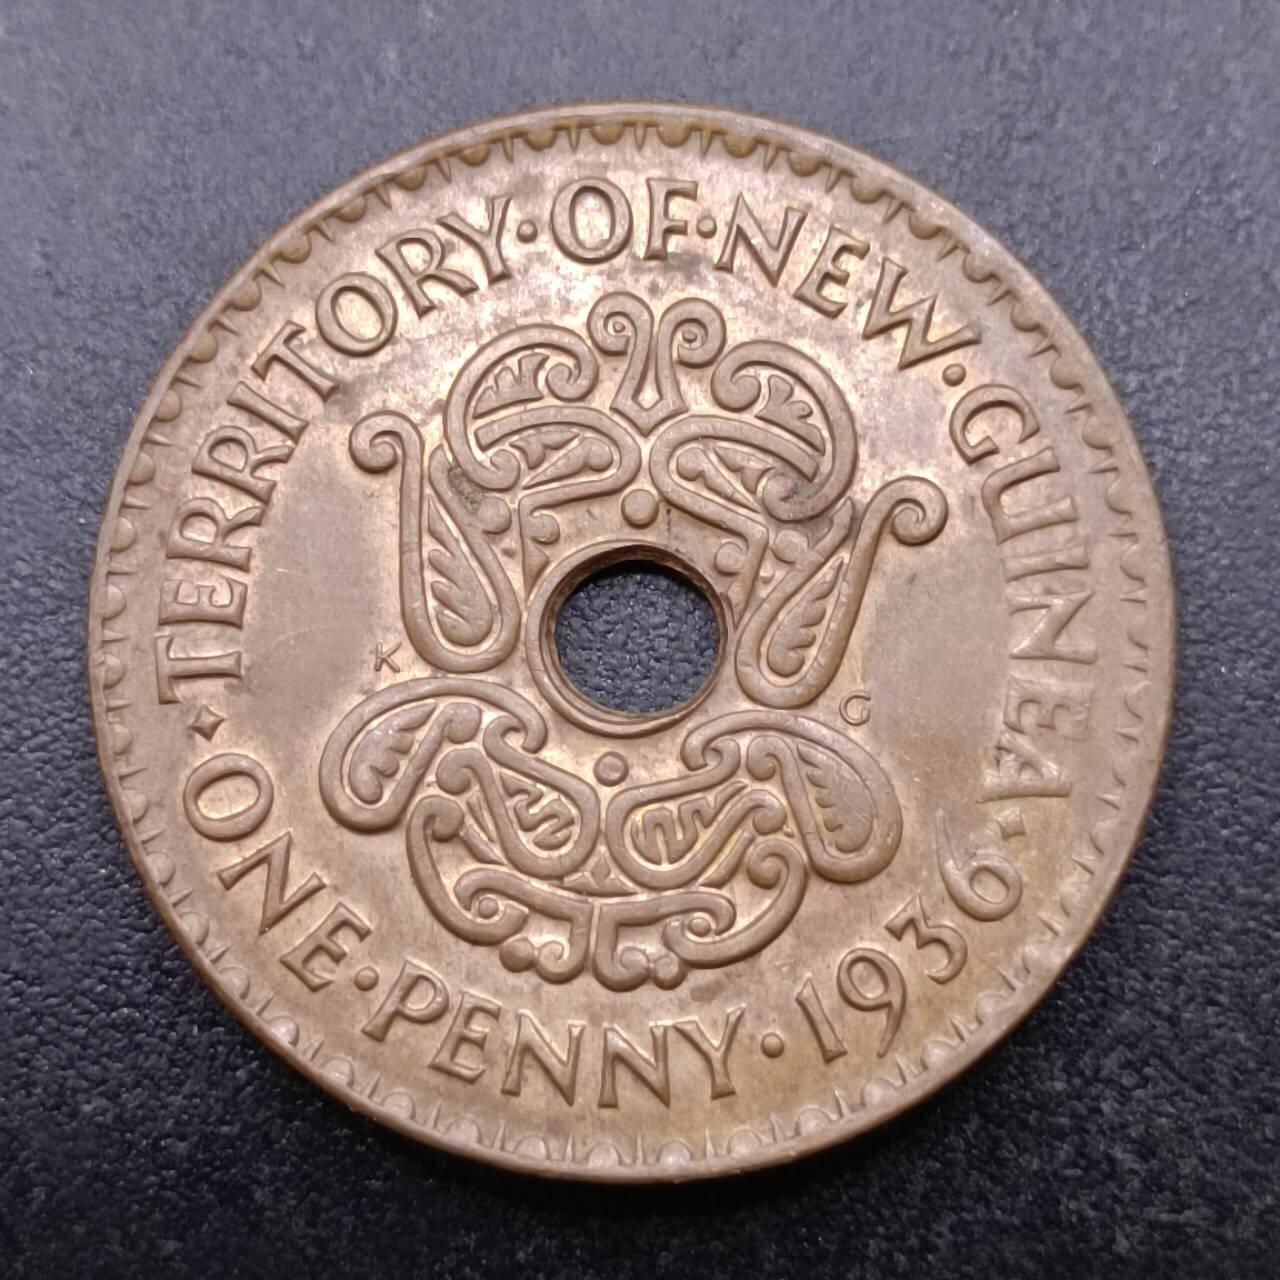 TERRITORY·OF·NEW·GUINEA·
ONE·PENNY·1936
K G